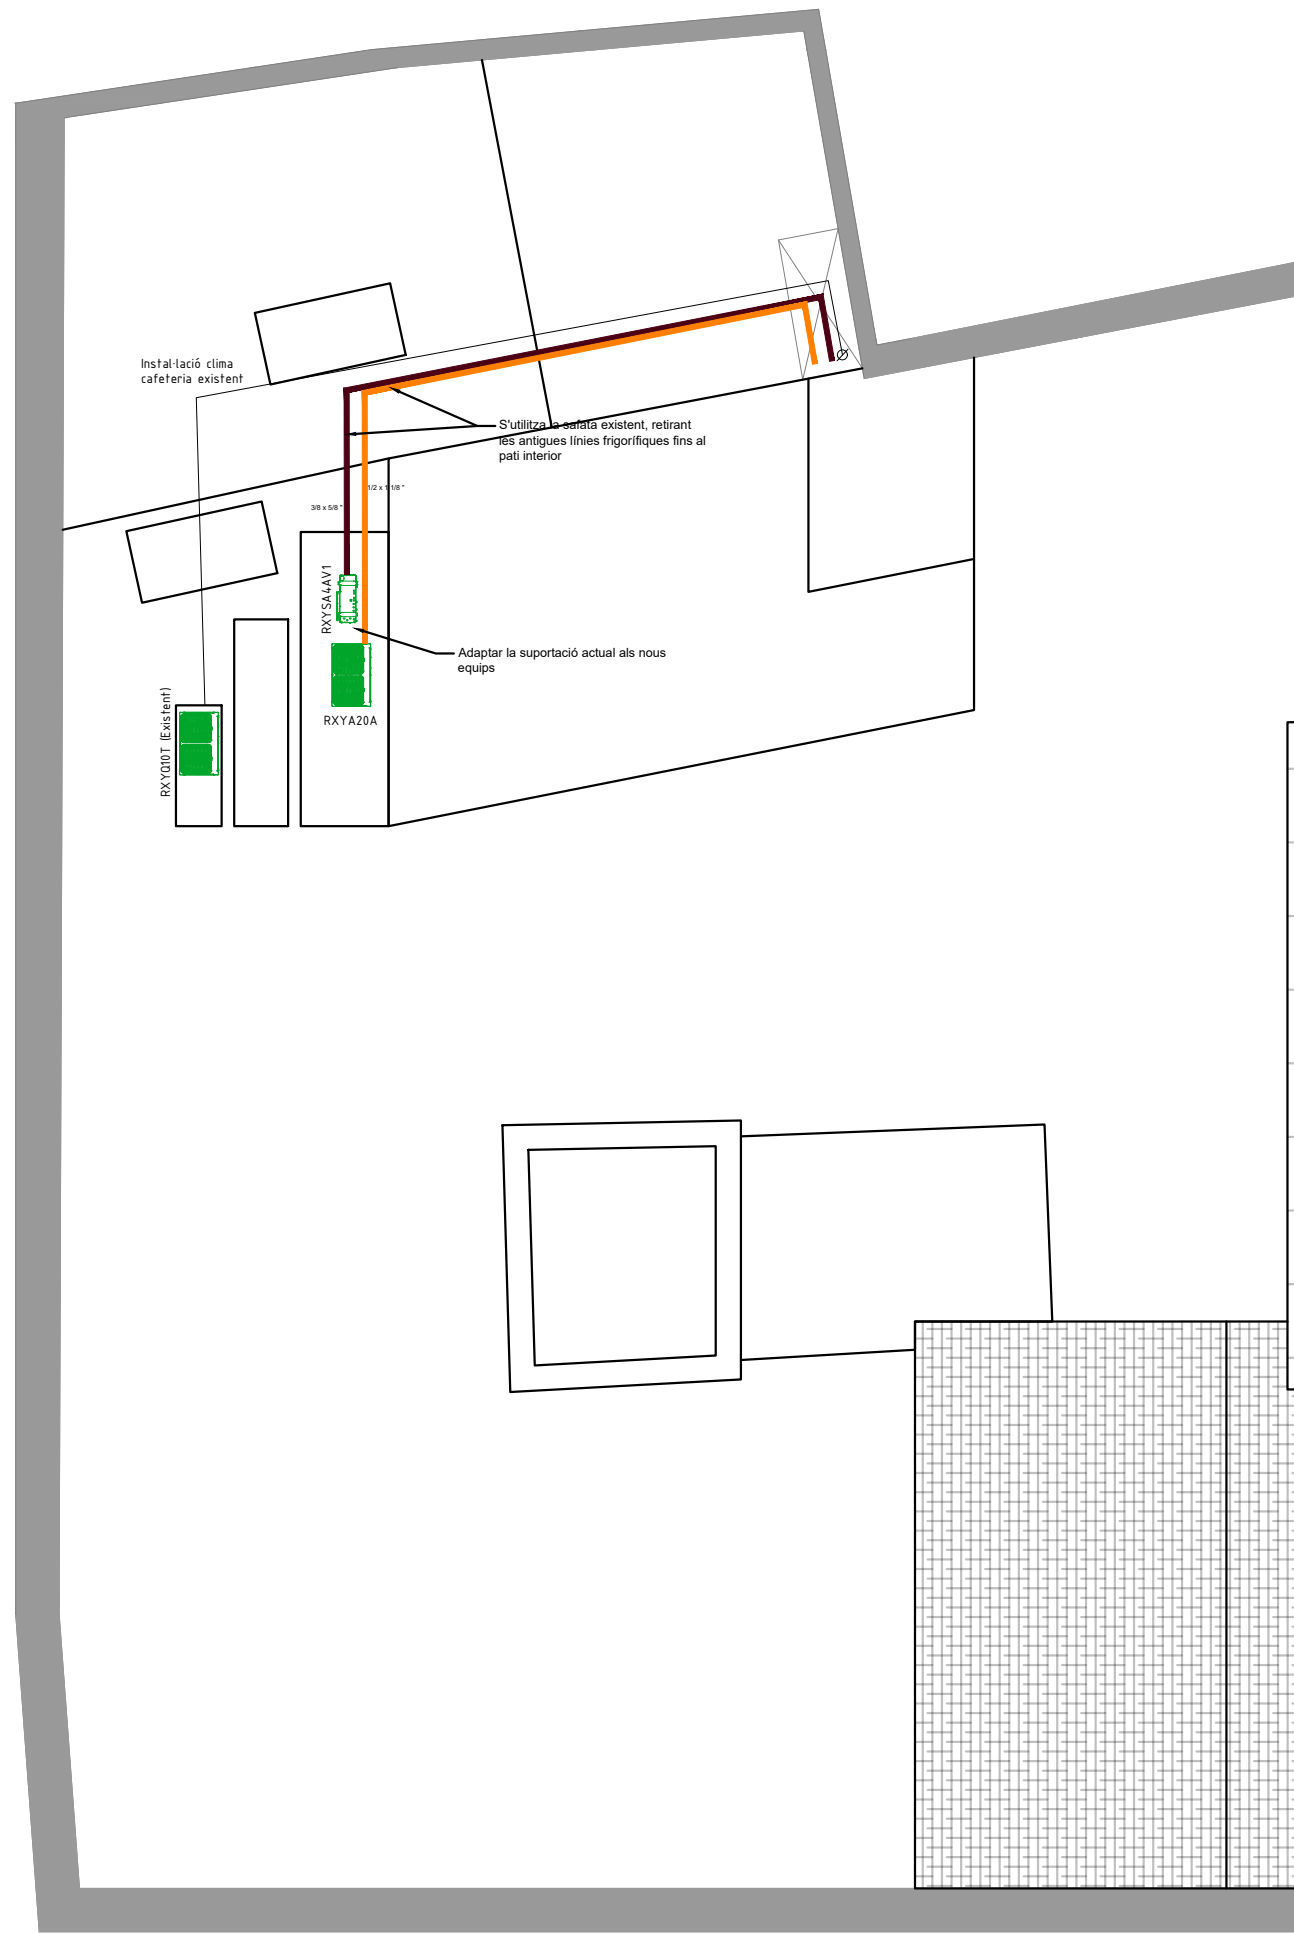 Instal·lació clima
cafeteria existent
S'utilitza la safata existent, retirant
les antigues línies frigorífiques fins al
pati interior
1/2 x 1 1/8 "
3/8 x 5/8 "
RXYSA4AV1
Adaptar la suportació actual als nous
equips
RXYA20A
RXYQ10T (Existent)